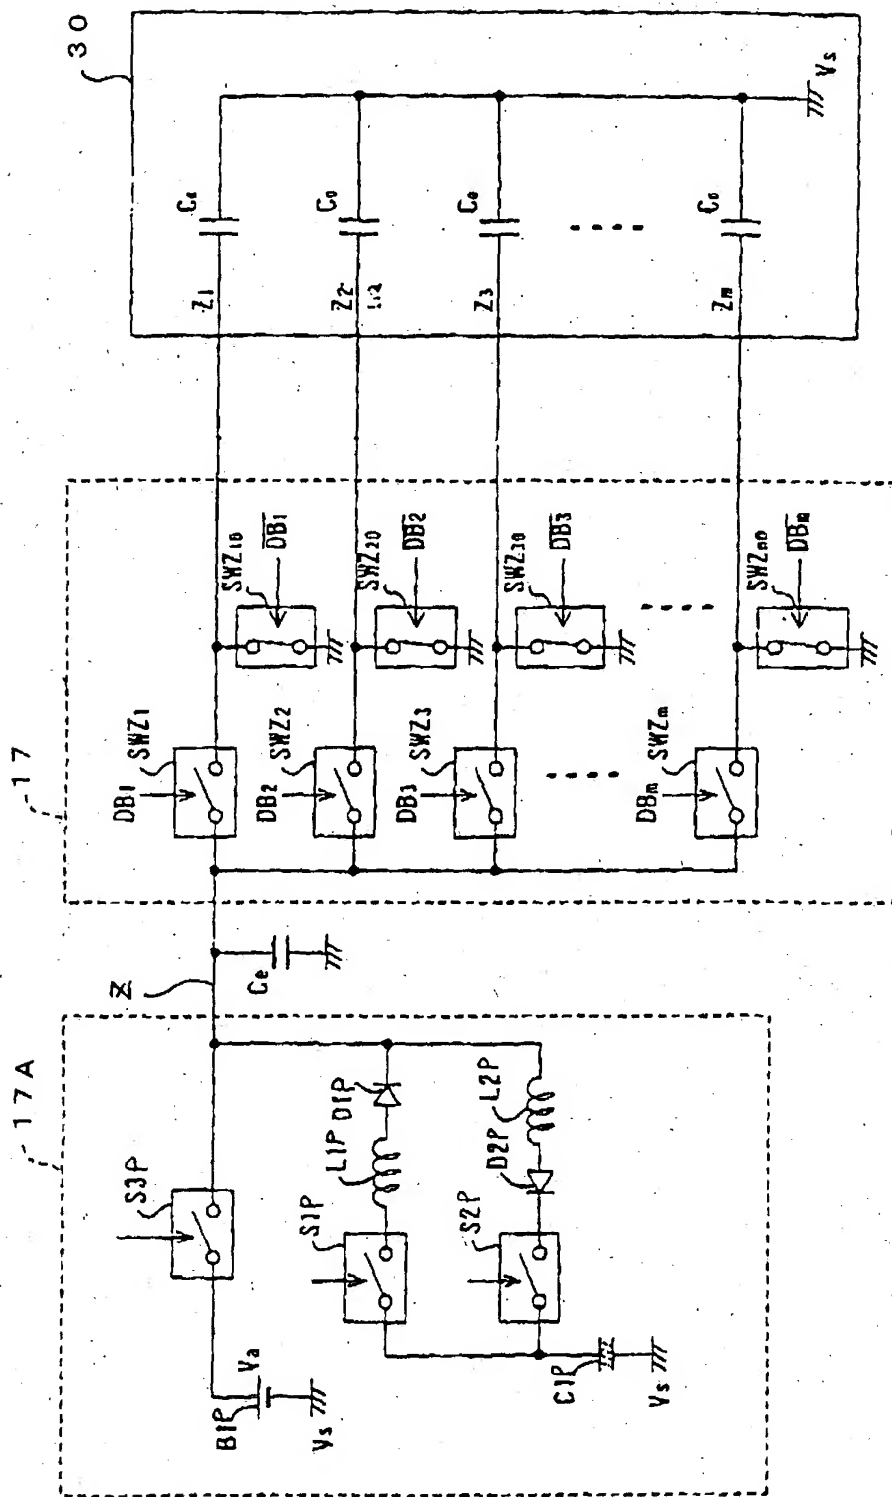 30
Z1
Z2
Z3
Zm
C0
C0
C0
Vs
17
DB1
SWZ1
SWZ10
DB1
DB2
SWZ2
SWZ20
DB2
DB3
SWZ3
SWZ30
DB3
DBm
SWZm
SWZm0
DBm
17A
Z
Ce
S3P
B1P
Va
Vs
S1P
L1P
D1P
S2P
D2P
L2P
C1P
Vs